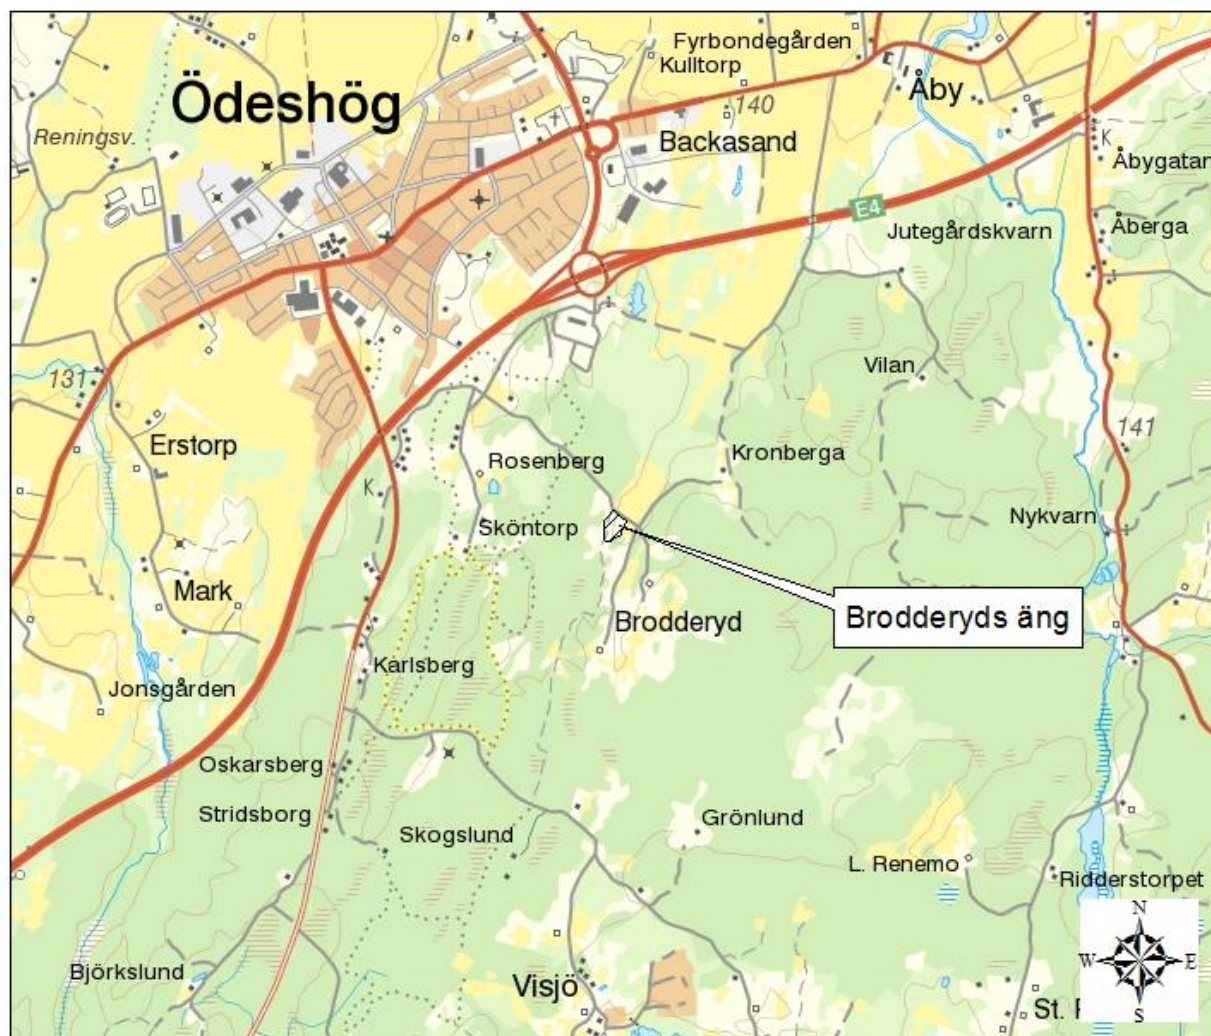 Fyrbondegården
Kulltorp
Ödeshög
Åby
140
Reningsv.
Backasand
K
Åbygatan
E4
Jutegårdskvarn
Åberga
131
Vilan
141
Erstorp
Rosenberg
Kronberga
K
Sköntorp
Nykvarn
Mark
Brodderyd
Brodderyds äng
Karlsberg
Jonsgården
Oskarsberg
Stridsborg
Skogslund
Grönlund
L. Renemo
Ridderstorpet
N
W
E
S
Björkslund
Visjö
St.